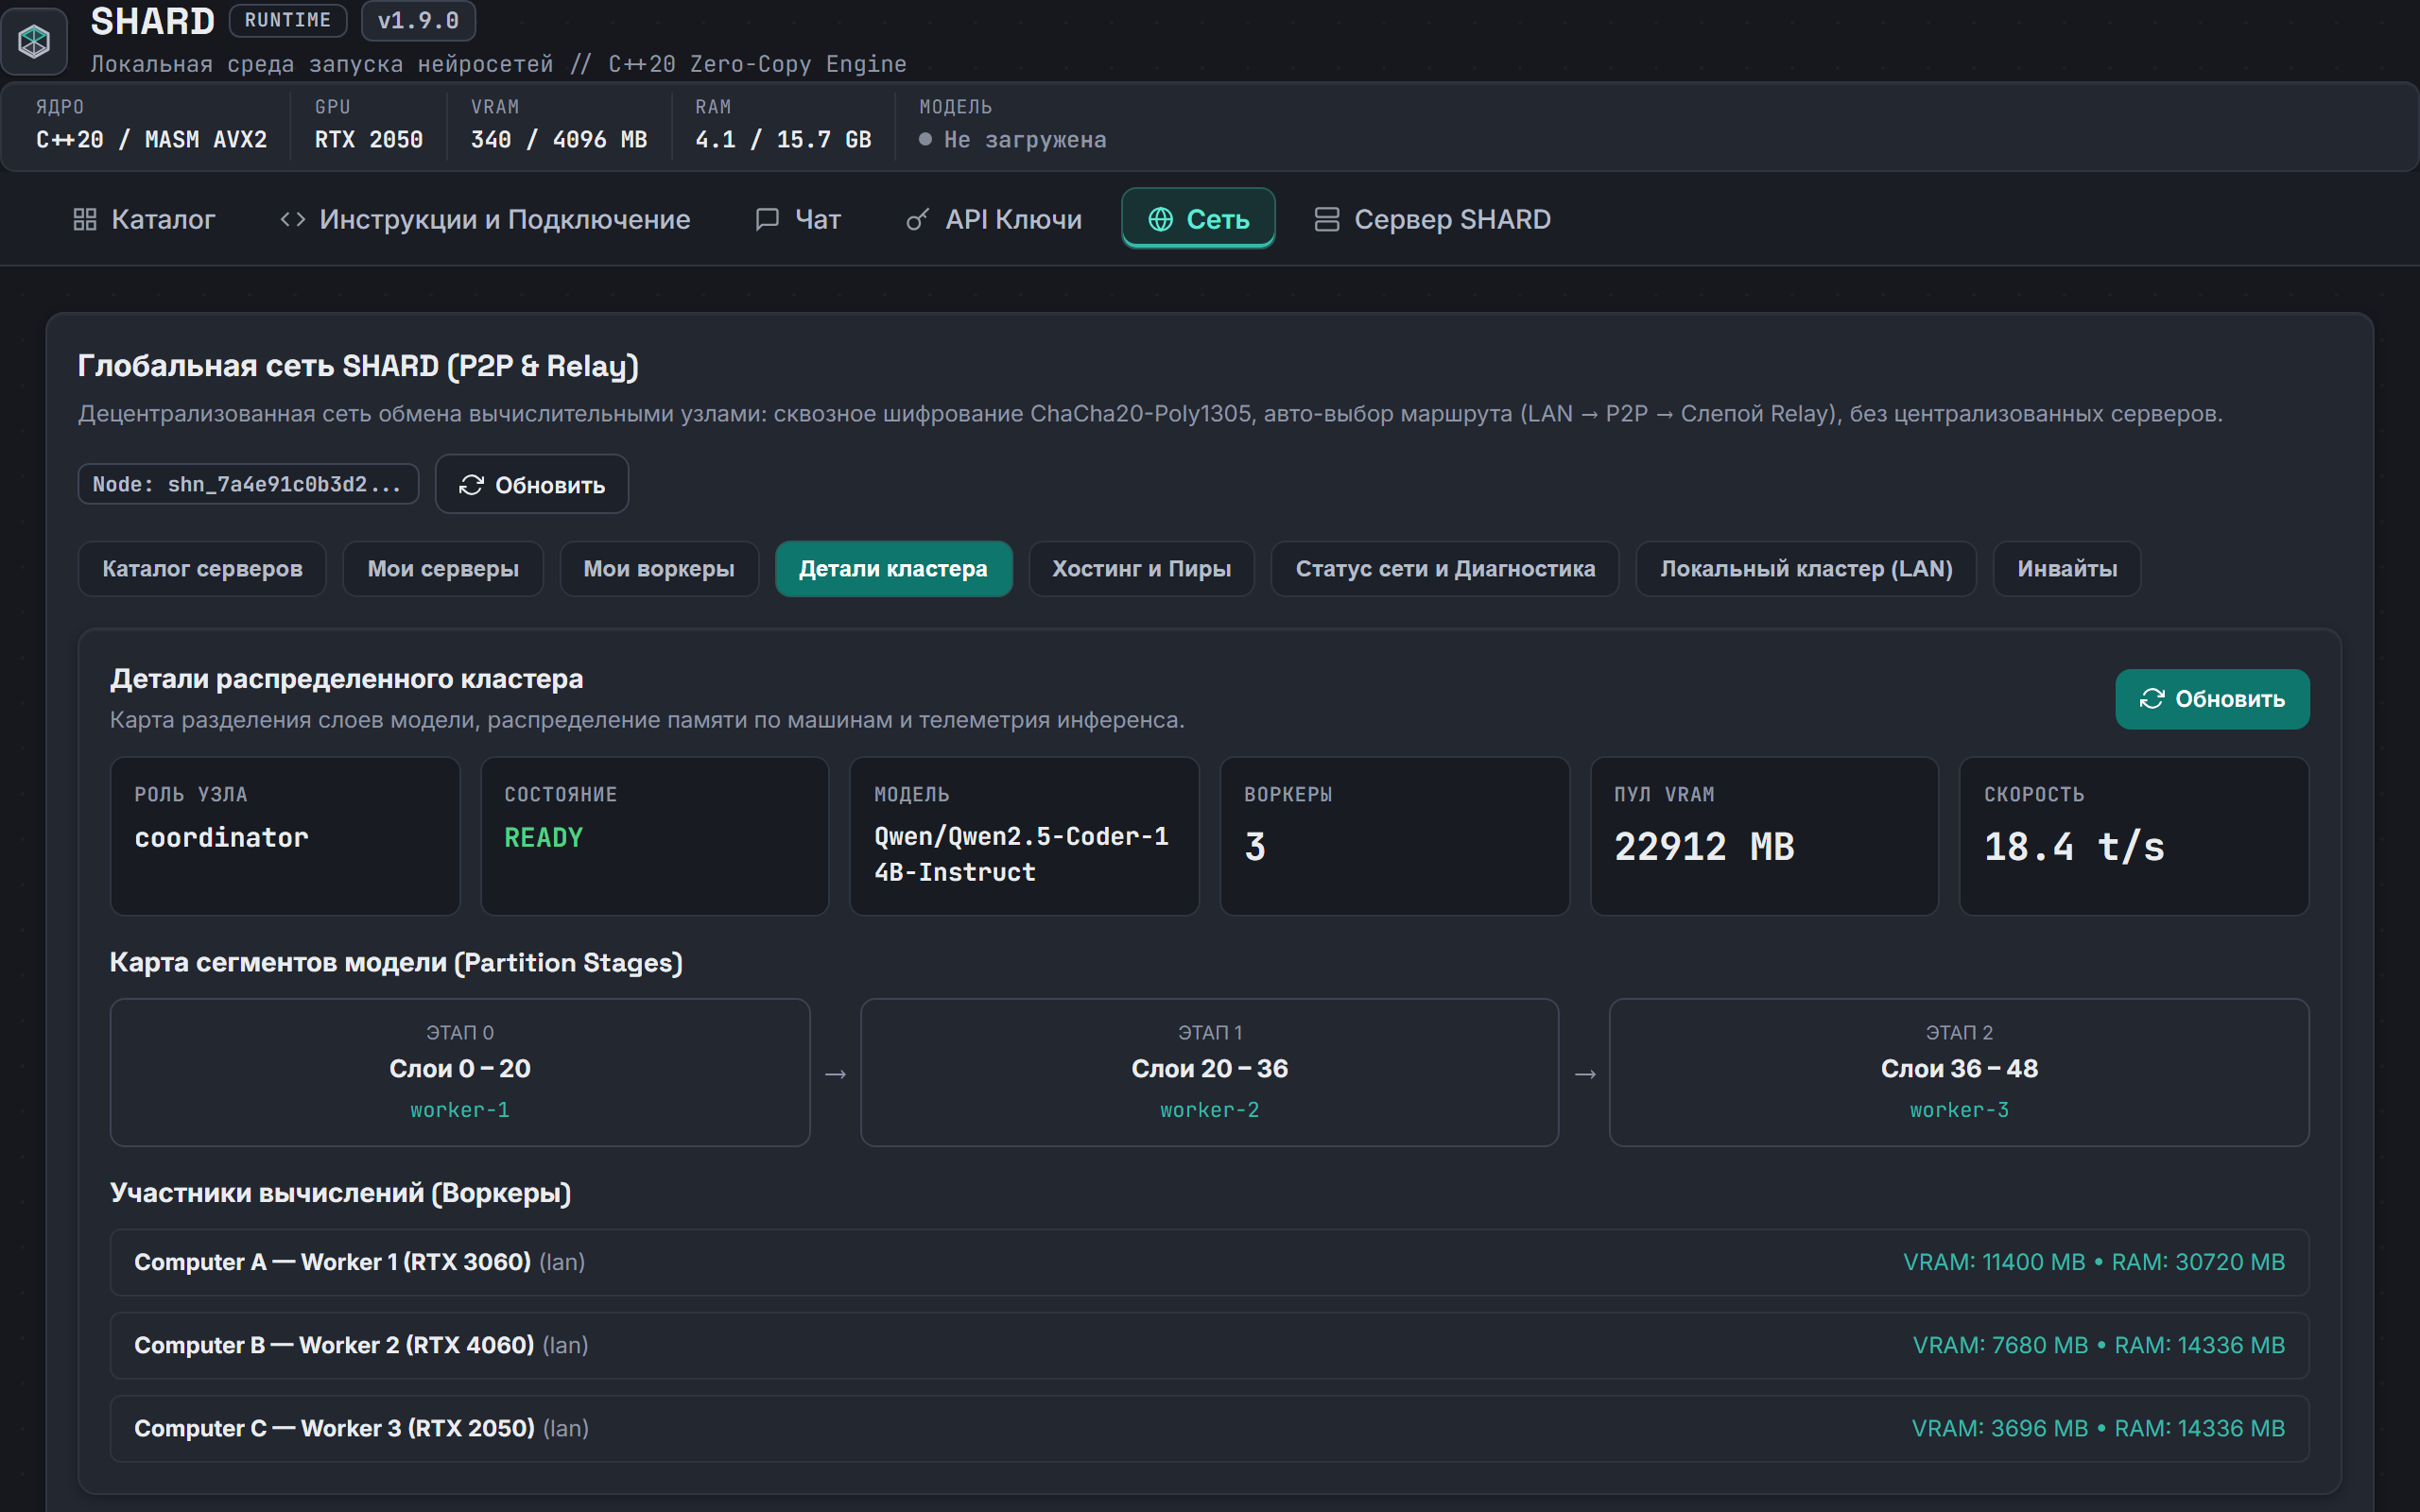 SHARD RUNTIME v1.9.0
Локальная среда запуска нейросетей // C++20 Zero-Copy Engine
ЯДРО GPU VRAM RAM МОДЕЛЬ
C++20 / MASM AVX2 RTX 2050 340 / 4096 MB 4.1 / 15.7 GB Не загружена
Каталог Инструкции и Подключение Чат API Ключи Сеть Сервер SHARD
Глобальная сеть SHARD (P2P & Relay)
Децентрализованная сеть обмена вычислительными узлами: сквозное шифрование ChaCha20-Poly1305, авто-выбор маршрута (LAN → P2P → Слепой Relay), без централизованных серверов.
Node: shn_7a4e91c0b3d2... Обновить
Каталог серверов Мои серверы Мои воркеры Детали кластера Хостинг и Пиры Статус сети и Диагностика Локальный кластер (LAN) Инвайты
Детали распределенного кластера
Карта разделения слоев модели, распределение памяти по машинам и телеметрия инференса.
Обновить
РОЛЬ УЗЛА
coordinator
СОСТОЯНИЕ
READY
МОДЕЛЬ
Qwen/Qwen2.5-Coder-1
4B-Instruct
ВОРКЕРЫ
3
ПУЛ VRAM
22912 MB
СКОРОСТЬ
18.4 t/s
Карта сегментов модели (Partition Stages)
ЭТАП 0
Слои 0 – 20
worker-1
→
ЭТАП 1
Слои 20 – 36
worker-2
→
ЭТАП 2
Слои 36 – 48
worker-3
Участники вычислений (Воркеры)
Computer A — Worker 1 (RTX 3060) (lan) VRAM: 11400 MB • RAM: 30720 MB
Computer B — Worker 2 (RTX 4060) (lan) VRAM: 7680 MB • RAM: 14336 MB
Computer C — Worker 3 (RTX 2050) (lan) VRAM: 3696 MB • RAM: 14336 MB